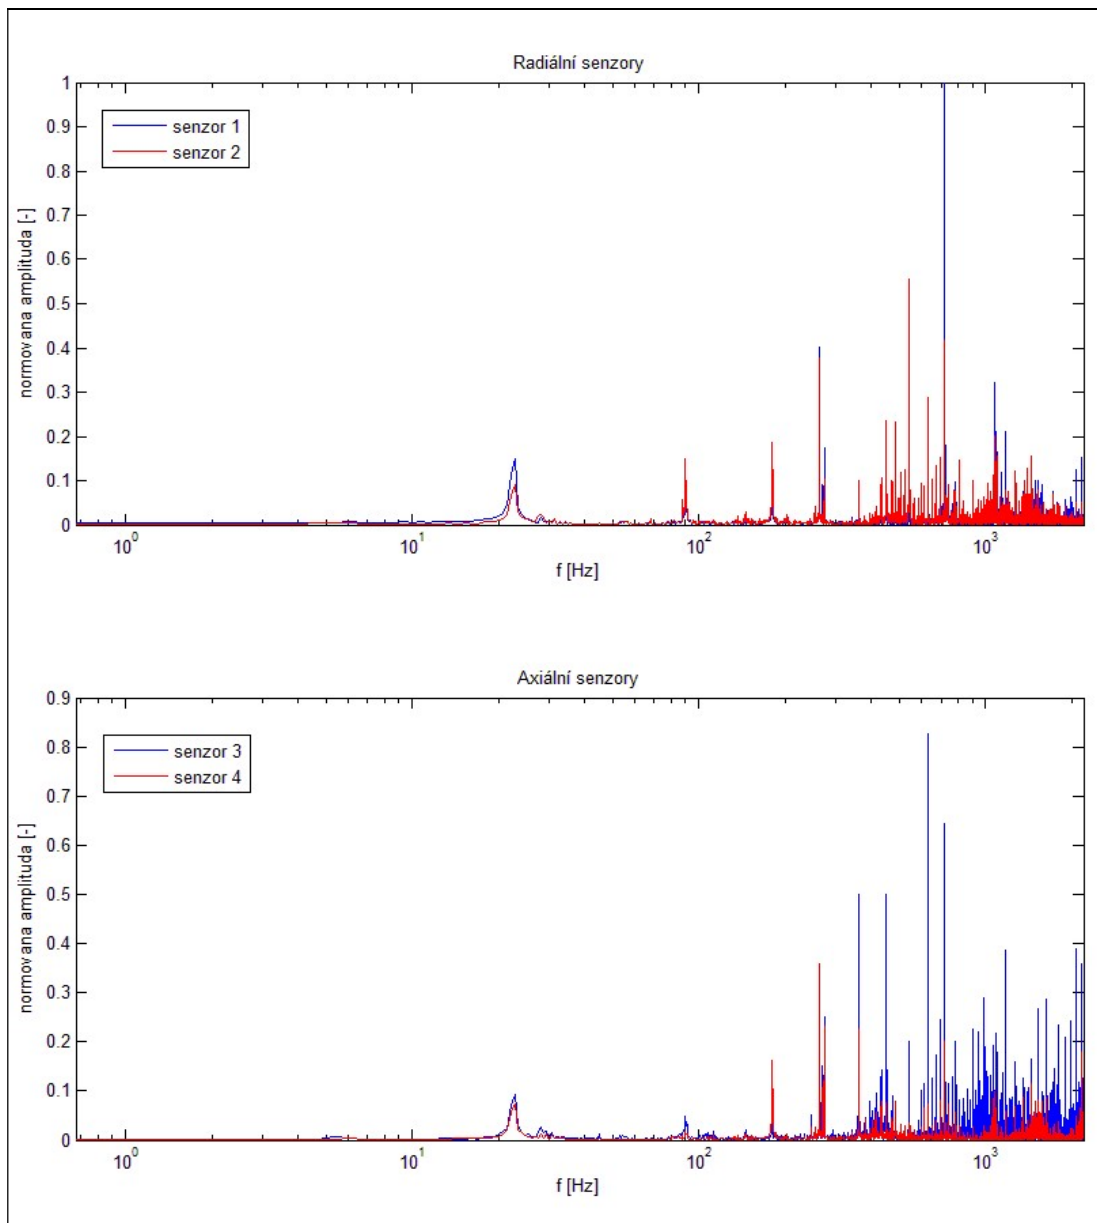 Radiální senzory
1
0.9
0.8
0.7
0.6
0.5
0.4
0.3
0.2
0.1
0
senzor 1
senzor 2
normovana amplituda [-]
10^0
10^1
10^2
10^3
f [Hz]
Axiální senzory
0.9
0.8
0.7
0.6
0.5
0.4
0.3
0.2
0.1
0
senzor 3
senzor 4
normovana amplituda [-]
10^0
10^1
10^2
10^3
f [Hz]